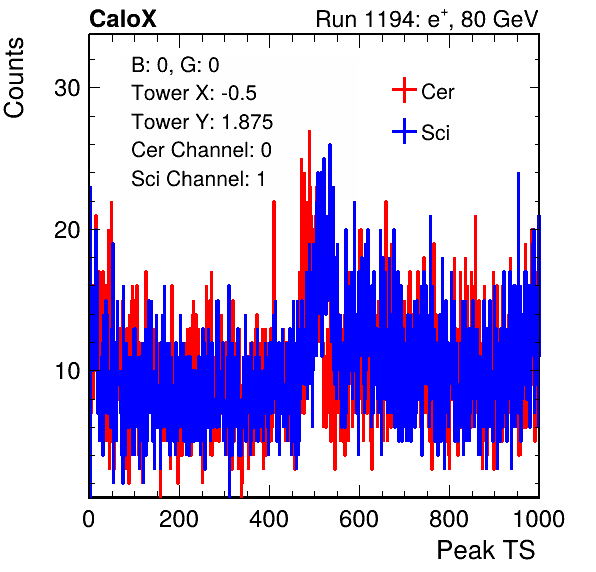 CaloX Run 1194: e⁺, 80 GeV
Counts
B: 0, G: 0
Tower X: -0.5
Tower Y: 1.875
Cer Channel: 0
Sci Channel: 1
Cer
Sci
30
20
10
0 200 400 600 800 1000
Peak TS